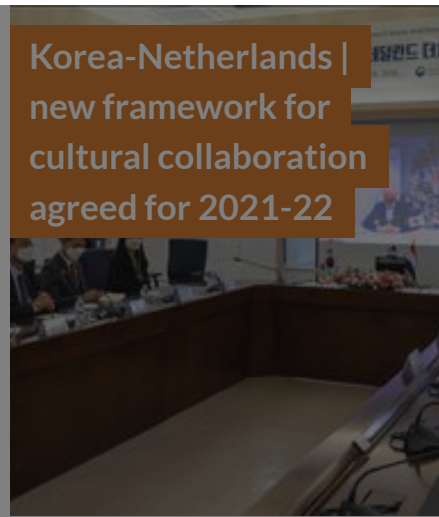 Korea-Netherlands |
new framework for
cultural collaboration
agreed for 2021-22